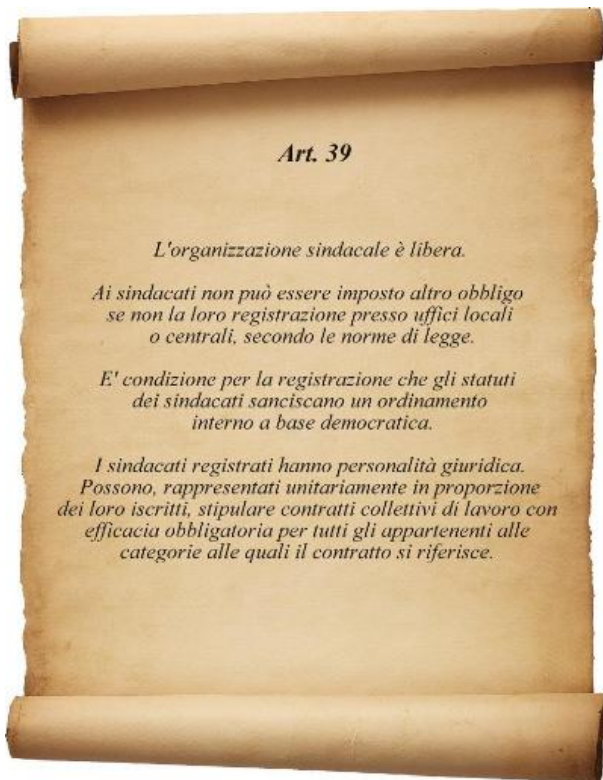 Art. 39
L'organizzazione sindacale è libera.
Ai sindacati non può essere imposto altro obbligo
se non la loro registrazione presso uffici locali
o centrali, secondo le norme di legge.
E' condizione per la registrazione che gli statuti
dei sindacati sanciscano un ordinamento
interno a base democratica.
I sindacati registrati hanno personalità giuridica.
Possono, rappresentati unitariamente in proporzione
dei loro iscritti, stipulare contratti collettivi di lavoro con
efficacia obbligatoria per tutti gli appartenenti alle
categorie alle quali il contratto si riferisce.